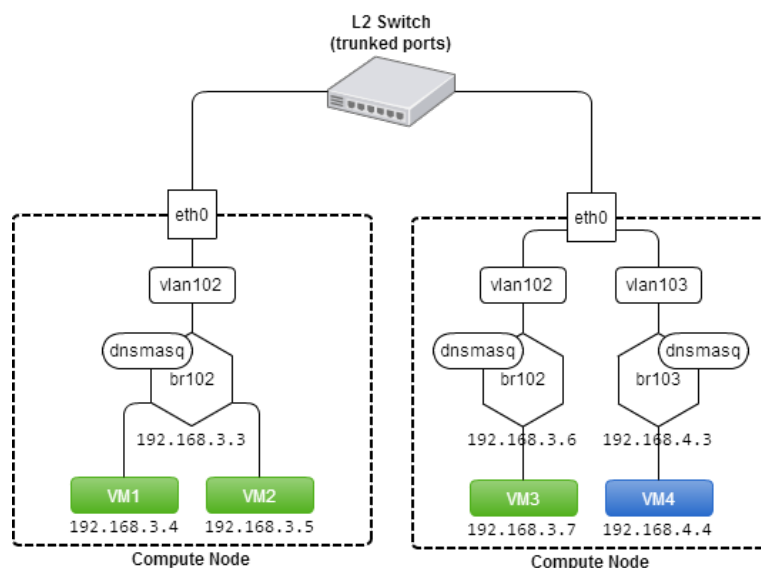 L2 Switch
(trunked ports)
eth0
eth0
vlan102
vlan102
vlan103
dnsmasq
dnsmasq
dnsmasq
br102
br102
br103
192.168.3.3
192.168.3.6
192.168.4.3
VM1
VM2
VM3
VM4
192.168.3.4
192.168.3.5
192.168.3.7
192.168.4.4
Compute Node
Compute Node